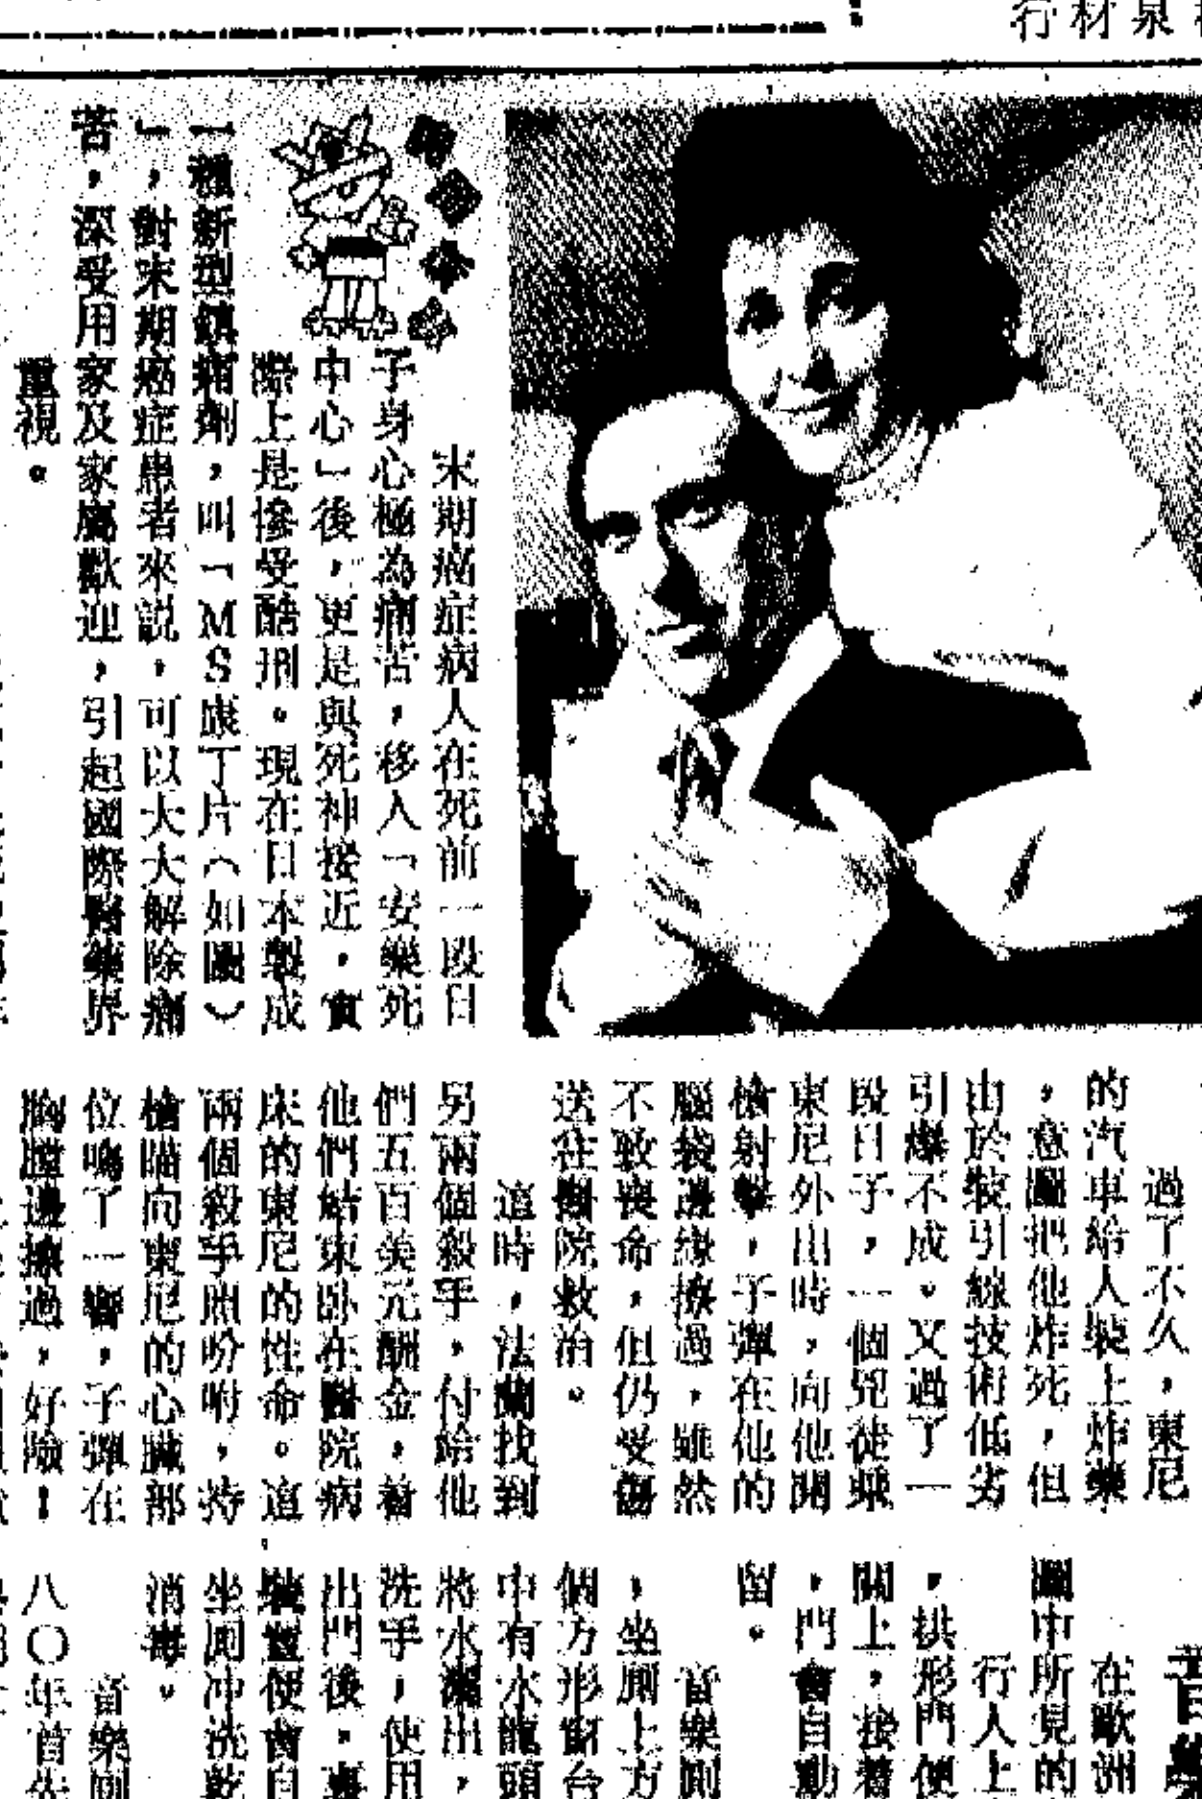 泉材行
末期癌症病人在死前一段日
子身心極為痛苦，移入「安樂死
中心」後，更是與死神接近，實
際上是慘受酷刑。現在日本製成
一種新型鎮痛劑，叫「MS康丁片（如圖）
」，對末期癌症患者來説，可以大大解除痛
苦，深受用家及家屬歡迎，引起國際醫藥界
重視。
過了不久，東尼
的汽車給人裝上炸藥
，意圖把他炸死，但
由於裝引線技術低劣
引爆不成。又過了一
段日子，一個兇徒趁
東尼外出時，向他開
槍射擊，子彈在他的
腦袋邊緣擦過，雖然
不致喪命，但仍受傷
送往醫院救治。
這時，法蘭找到
另兩個殺手，付給他
們五百美元酬金，着
他們結束卧在醫院病
床的東尼的性命。這
兩個殺手照吩咐，持
槍瞄向東尼的心臟部
位鳴了一響，子彈在
胸膛邊擦過，好險！
在歐洲
圖中所見的
行人上
，拱形門便
關上，接着
，門會自動
留。
音樂厠
，坐厠上方
個方形窗台
中有水龍頭
將水灑出，
洗手，使用
出門後，
裝置便會自
坐厠冲洗乾
消毒。
音樂厠
八〇年首先